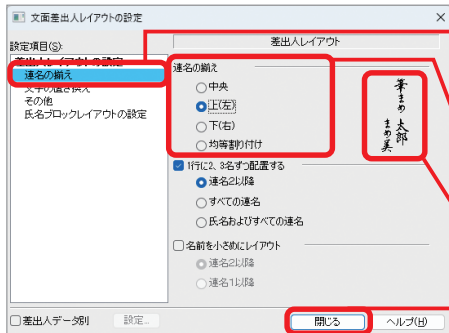 文面差出人レイアウトの設定
設定項目(S):
差出人レイアウトの設定
連名の揃え
文字の置き換え
その他
氏名ブロックレイアウトの設定
差出人レイアウト
連名の揃え
中央
上(左)
下(右)
均等割り付け
1行に2、3名ずつ配置する
連名2以降
すべての連名
氏名およびすべての連名
名前を小さめにレイアウト
連名2以降
連名1以降
筆まめ 太郎
まめ美
差出人データ別
設定...
閉じる
ヘルプ(H)